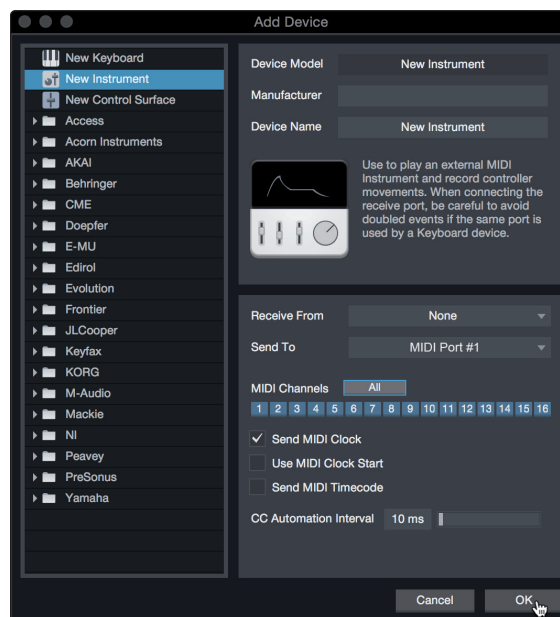 Add Device
New Keyboard
New Instrument
New Control Surface
Access
Acorn Instruments
AKAI
Behringer
CME
Doepfer
E-MU
Edirol
Evolution
Frontier
JLCooper
Keyfax
KORG
M-Audio
Mackie
NI
Peavey
PreSonus
Yamaha
Device Model New Instrument
Manufacturer
Device Name New Instrument
Use to play an external MIDI
Instrument and record controller
movements. When connecting the
receive port, be careful to avoid
doubled events if the same port is
used by a Keyboard device.
Receive From None
Send To MIDI Port #1
MIDI Channels All
1 2 3 4 5 6 7 8 9 10 11 12 13 14 15 16
Send MIDI Clock
Use MIDI Clock Start
Send MIDI Timecode
CC Automation Interval 10 ms
Cancel OK